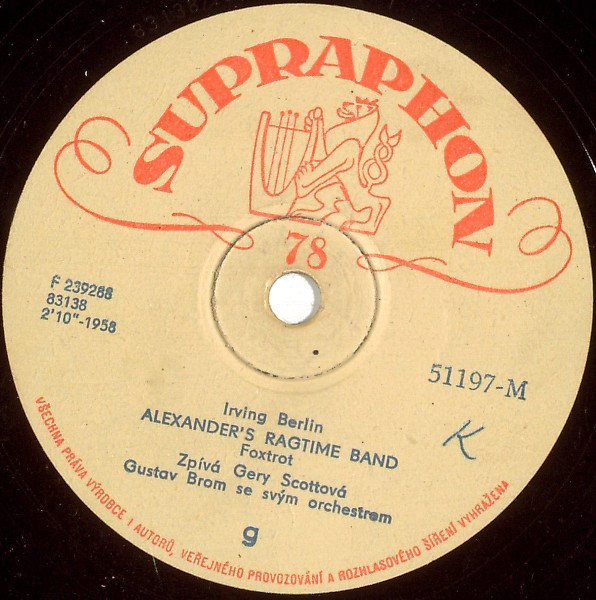 SUPRAPHON
78
F 239288
83138
2'10"-1958
51197-M
K
Irving Berlin
ALEXANDER'S RAGTIME BAND
Foxtrot
Zpívá Gery Scottová
Gustav Brom se svým orchestrem
g
VŠECHNA PRÁVA VÝROBCE I AUTORŮ, VEŘEJNÉHO PROVOZOVÁNÍ A ROZHLASOVÉHO ŠÍŘENÍ VYHRAŽENA